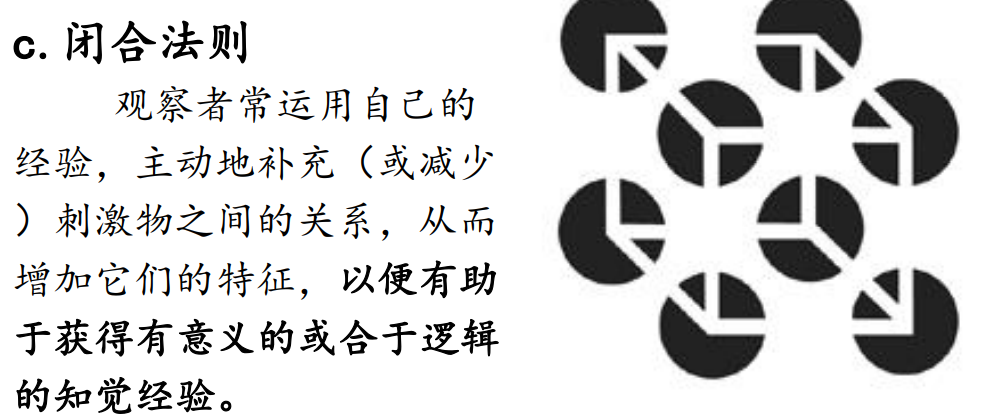 c. 闭合法则
观察者常运用自己的
经验，主动地补充（或减少
）刺激物之间的关系，从而
增加它们的特征，以便有助
于获得有意义的或合于逻辑
的知觉经验。